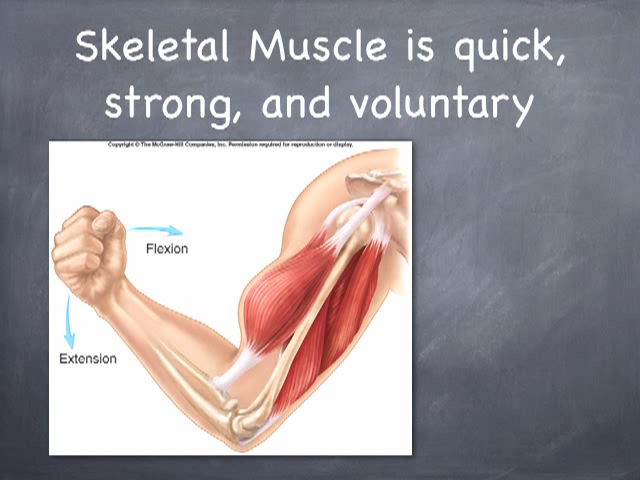 Skeletal Muscle is quick,
strong, and voluntary
Copyright © The McGraw-Hill Companies, Inc. Permission required for reproduction or display.
Flexion
Extension